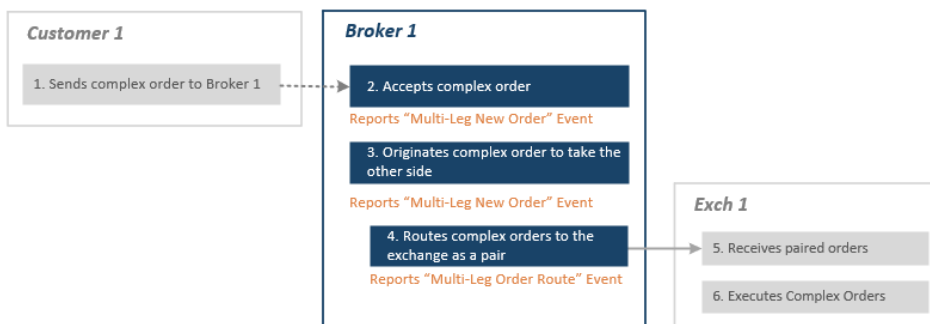 Customer 1
1. Sends complex order to Broker 1
Broker 1
2. Accepts complex order
Reports “Multi-Leg New Order” Event
3. Originates complex order to take the
other side
Reports “Multi-Leg New Order” Event
4. Routes complex orders to the
exchange as a pair
Reports “Multi-Leg Order Route” Event
Exch 1
5. Receives paired orders
6. Executes Complex Orders